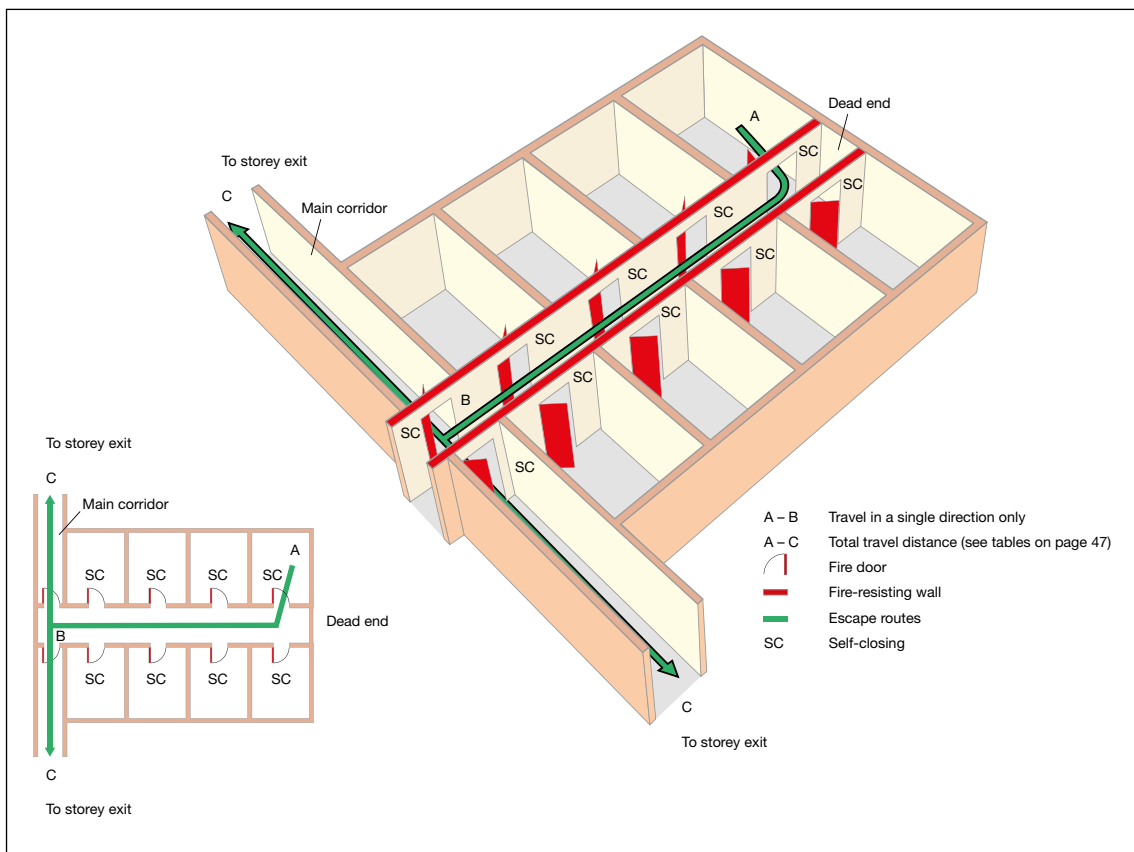 Dead end
A
SC
SC
To storey exit
C
Main corridor
SC
SC
SC
SC
SC
SC
B
SC
SC
To storey exit
C
Main corridor
A
SC
SC
SC
SC
Dead end
B
SC
SC
SC
SC
C
To storey exit
C
To storey exit
A – B Travel in a single direction only
A – C Total travel distance (see tables on page 47)
Fire door
Fire-resisting wall
Escape routes
SC Self-closing